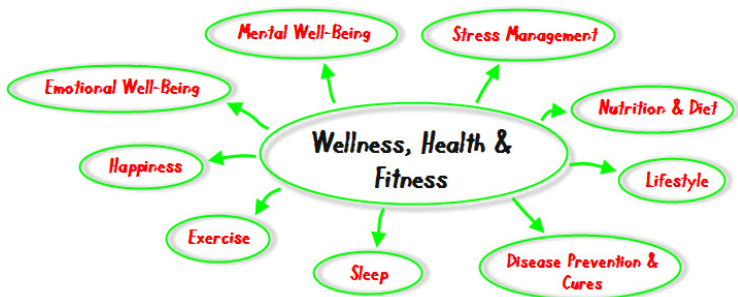 Mental Well-Being
Stress Management
Emotional Well-Being
Nutrition & Diet
Wellness, Health &
Fitness
Happiness
Lifestyle
Exercise
Sleep
Disease Prevention &
Cures